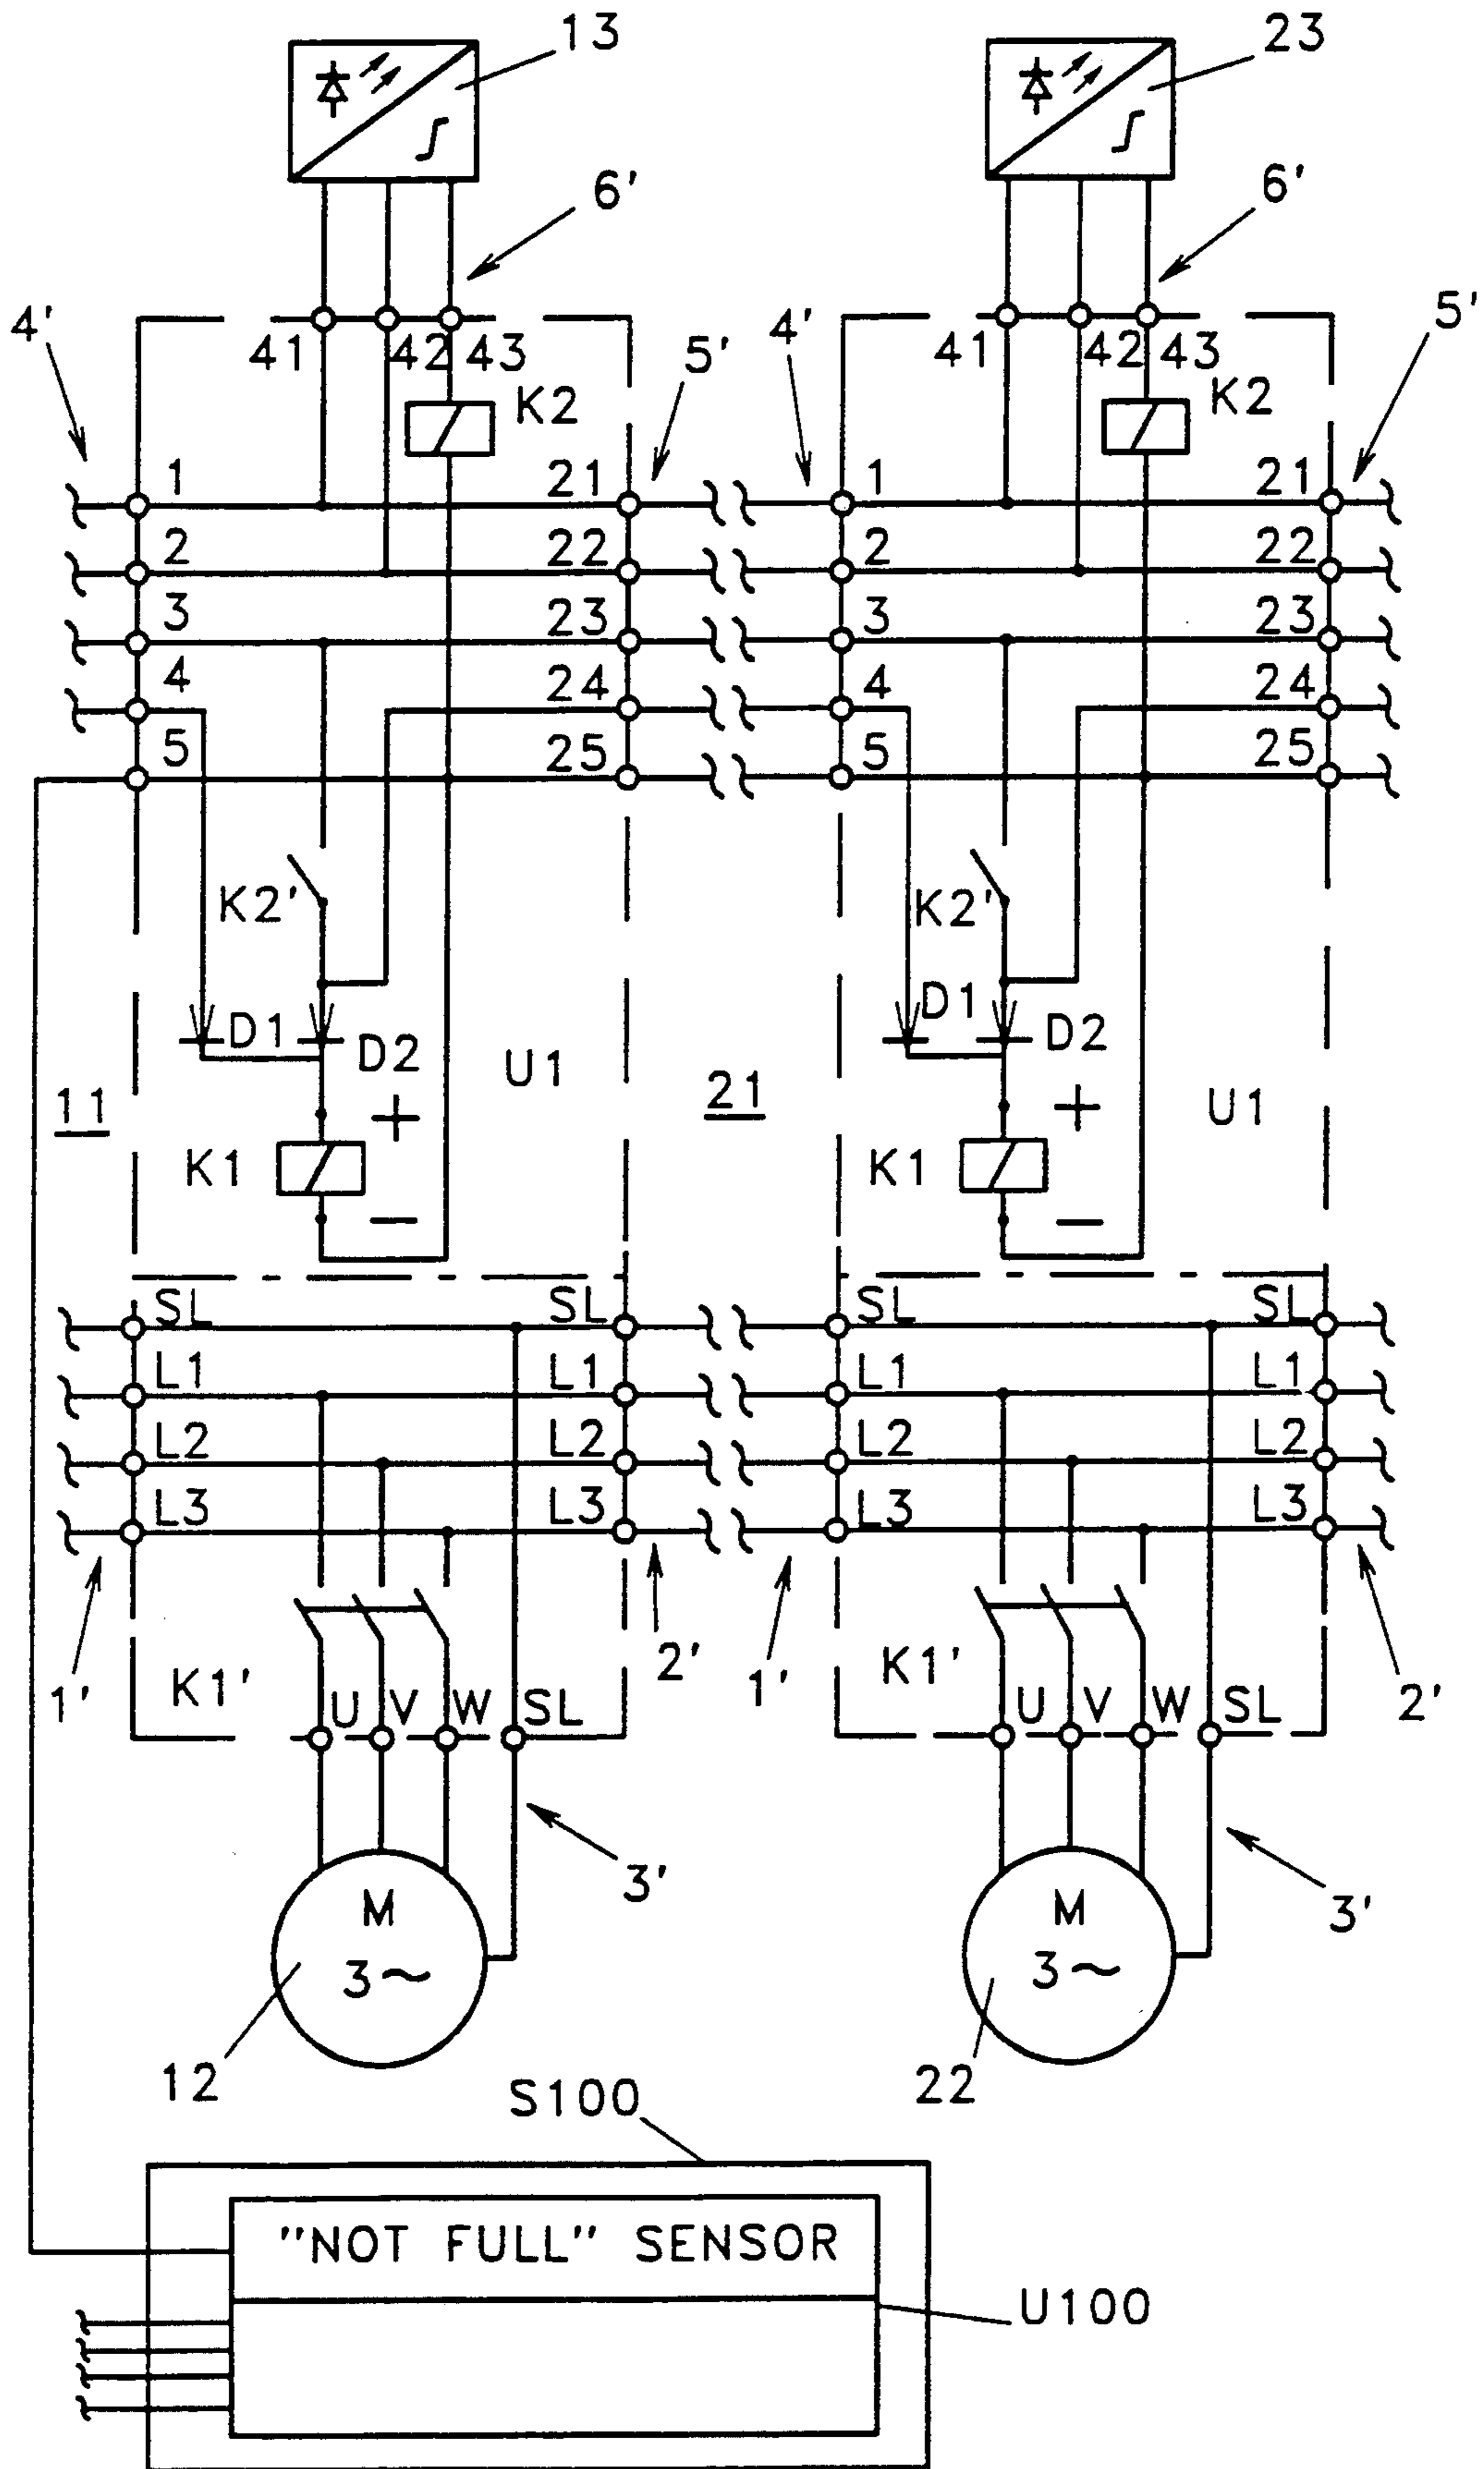 13 23
6' 6'
4' 41 42 43 5' 4' 41 42 43 5'
K2 K2
1 21 1 21
2 22 2 22
3 23 3 23
4 24 4 24
5 25 5 25
K2' K2'
D1 D2 D1 D2
U1 U1
11 21
+ +
K1 K1
− −
SL SL SL SL
L1 L1 L1 L1
L2 L2 L2 L2
L3 L3 L3 L3
1' K1' 2' 1' K1' 2'
U V W SL U V W SL
3' 3'
M M
3~ 3~
12 22
S100
"NOT FULL" SENSOR
U100